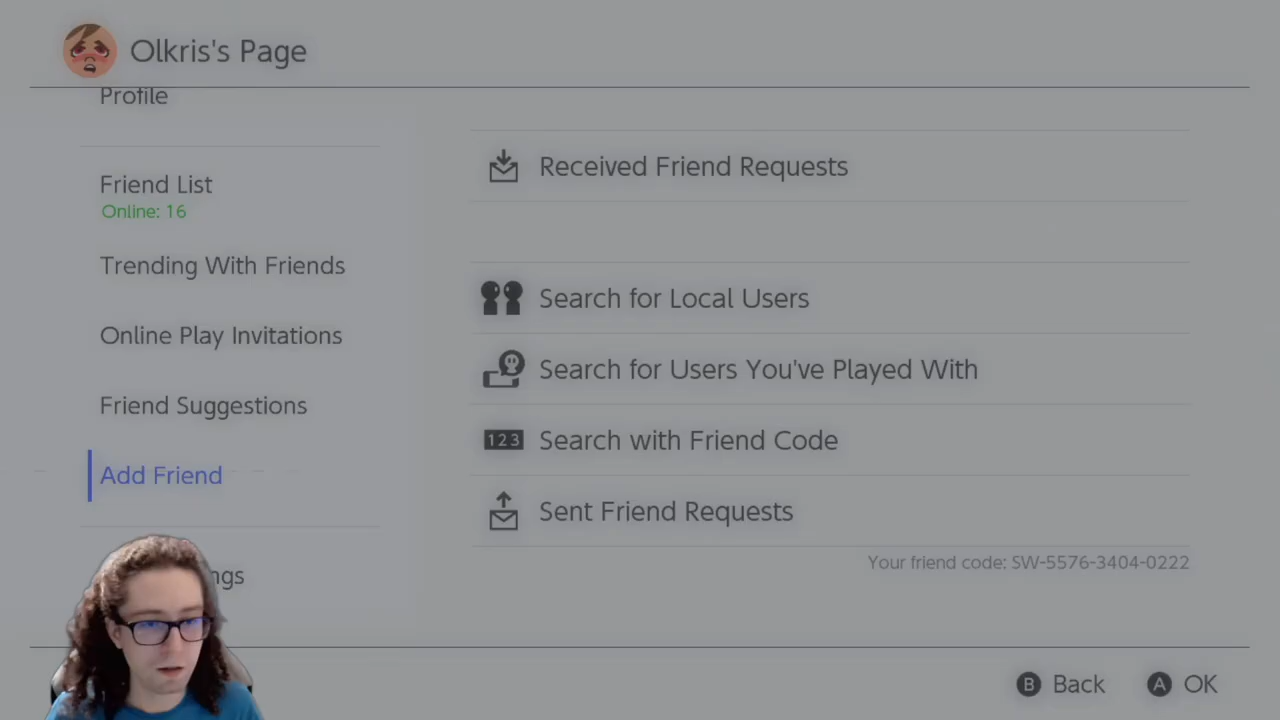 Olkris's Page
Profile
Friend List
Online: 16
Trending With Friends
Online Play Invitations
Friend Suggestions
Add Friend
ngs
Received Friend Requests
Search for Local Users
Search for Users You've Played With
123
Search with Friend Code
Sent Friend Requests
Your friend code: SW-5576-3404-0222
B Back
A OK